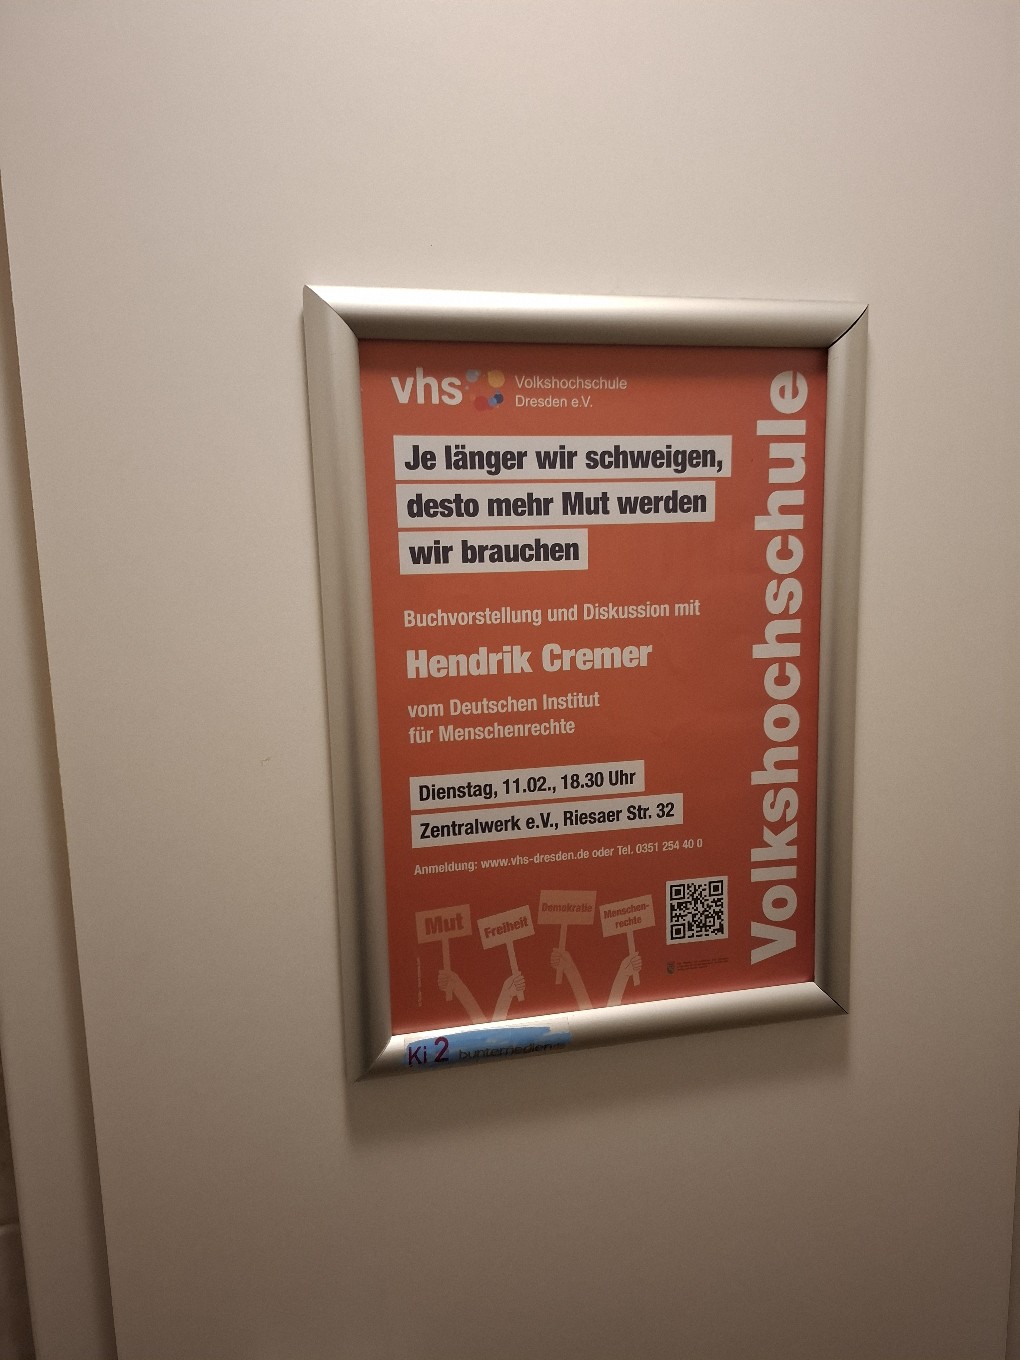 vhs
Volkshochschule
Dresden e.V.
Je länger wir schweigen,
desto mehr Mut werden
wir brauchen
Buchvorstellung und Diskussion mit
Hendrik Cremer
vom Deutschen Institut
für Menschenrechte
Dienstag, 11.02., 18.30 Uhr
Zentralwerk e.V., Riesaer Str. 32
Anmeldung: www.vhs-dresden.de oder Tel. 0351 254 40 0
Mut
Freiheit
Demokratie
Menschen-
rechte
Volkshochschule
Ki 2